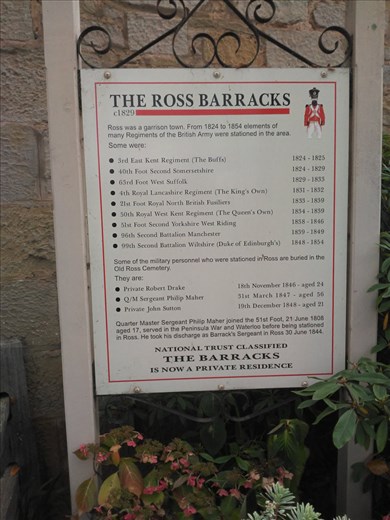 THE ROSS BARRACKS
c1829
Ross was a garrison town. From 1824 to 1854 elements of
many Regiments of the British Army were stationed in the area.
Some were:
● 3rd East Kent Regiment (The Buffs) 1824 - 1825
● 40th Foot Second Somersetshire 1824 - 1829
● 63rd Foot West Suffolk 1829 - 1833
● 4th Royal Lancashire Regiment (The King's Own) 1831 - 1832
● 21st Foot Royal North British Fusiliers 1833 - 1839
● 50th Royal West Kent Regiment (The Queen's Own) 1834 - 1839
● 51st Foot Second Yorkshire West Riding 1838 - 1846
● 96th Second Battalion Manchester 1839 - 1849
● 99th Second Battalion Wiltshire (Duke of Edinburgh's) 1848 - 1854
Some of the military personnel who were stationed in Ross are buried in the
Old Ross Cemetery.
They are:
● Private Robert Drake 18th November 1846 - aged 24
● Q/M Sergeant Philip Maher 31st March 1847 - aged 56
● Private John Sutton 19th December 1848 - aged 21
Quarter Master Sergeant Philip Maher joined the 51st Foot, 21 June 1808
aged 17, served in the Peninsula War and Waterloo before being stationed
in Ross. He took his discharge as Barrack's Sergeant in Ross 30 June 1844.
NATIONAL TRUST CLASSIFIED
THE BARRACKS
IS NOW A PRIVATE RESIDENCE